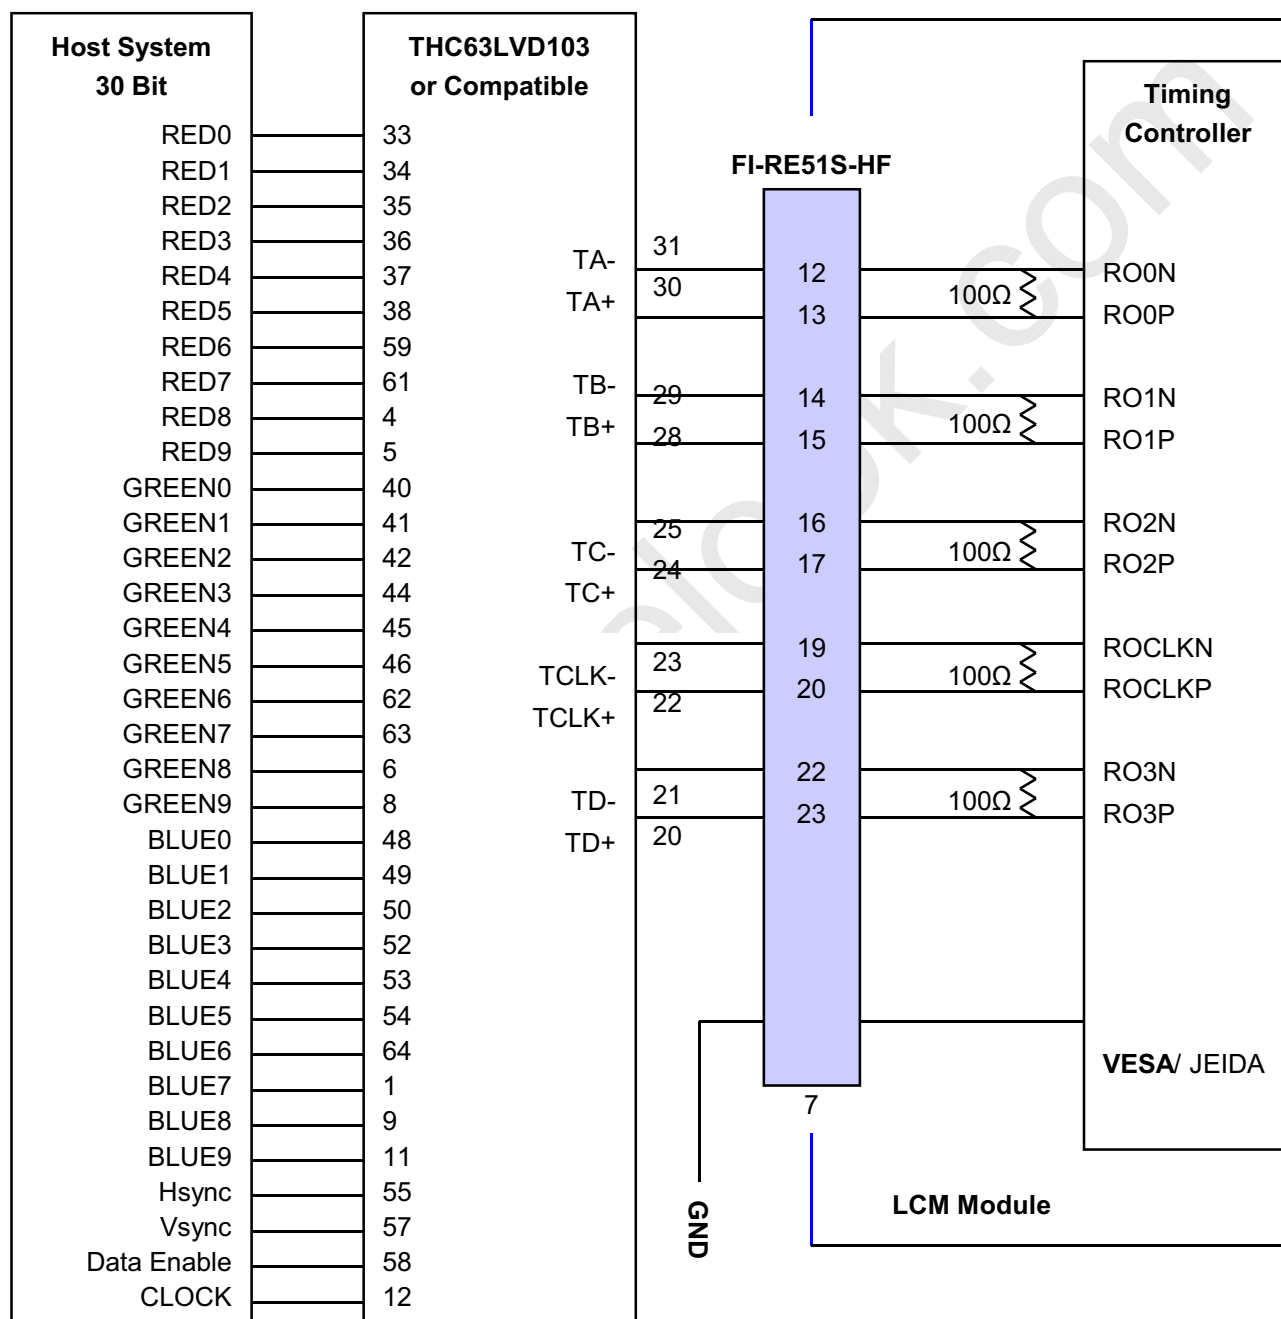 Host System
30 Bit
RED0
RED1
RED2
RED3
RED4
RED5
RED6
RED7
RED8
RED9
GREEN0
GREEN1
GREEN2
GREEN3
GREEN4
GREEN5
GREEN6
GREEN7
GREEN8
GREEN9
BLUE0
BLUE1
BLUE2
BLUE3
BLUE4
BLUE5
BLUE6
BLUE7
BLUE8
BLUE9
Hsync
Vsync
Data Enable
CLOCK
THC63LVD103
or Compatible
33
34
35
36
37
38
59
61
4
5
40
41
42
44
45
46
62
63
6
8
48
49
50
52
53
54
64
1
9
11
55
57
58
12
TA-
TA+
TB-
TB+
TC-
TC+
TCLK-
TCLK+
TD-
TD+
31
30
29
28
25
24
23
22
21
20
FI-RE51S-HF
12
13
14
15
16
17
19
20
22
23
7
GND
100Ω
100Ω
100Ω
100Ω
100Ω
Timing
Controller
RO0N
RO0P
RO1N
RO1P
RO2N
RO2P
ROCLKN
ROCLKP
RO3N
RO3P
VESA/ JEIDA
LCM Module